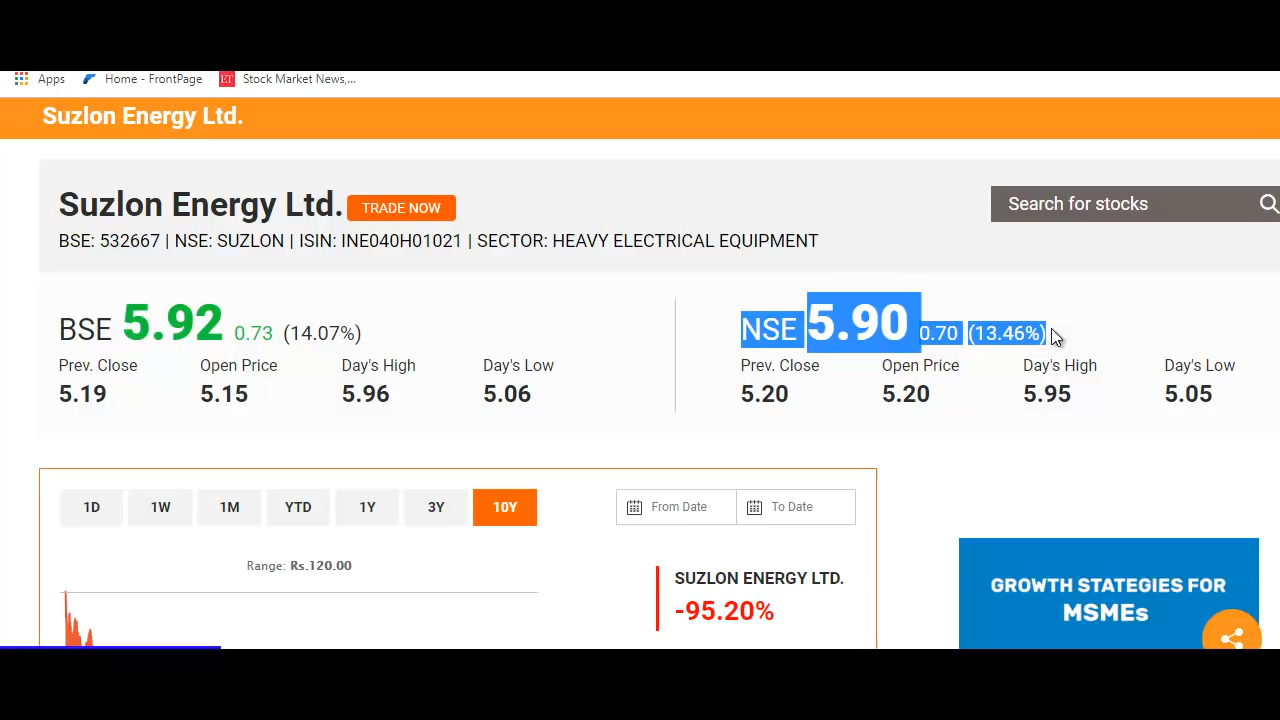 Apps Home - FrontPage ET Stock Market News,...
Suzlon Energy Ltd.
Suzlon Energy Ltd. TRADE NOW
Search for stocks
BSE: 532667 | NSE: SUZLON | ISIN: INE040H01021 | SECTOR: HEAVY ELECTRICAL EQUIPMENT
BSE 5.92 0.73 (14.07%)
Prev. Close Open Price Day's High Day's Low
5.19 5.15 5.96 5.06
NSE 5.90 0.70 (13.46%)
Prev. Close Open Price Day's High Day's Low
5.20 5.20 5.95 5.05
1D 1W 1M YTD 1Y 3Y 10Y
From Date To Date
Range: Rs.120.00
SUZLON ENERGY LTD.
-95.20%
GROWTH STATEGIES FOR
MSMEs